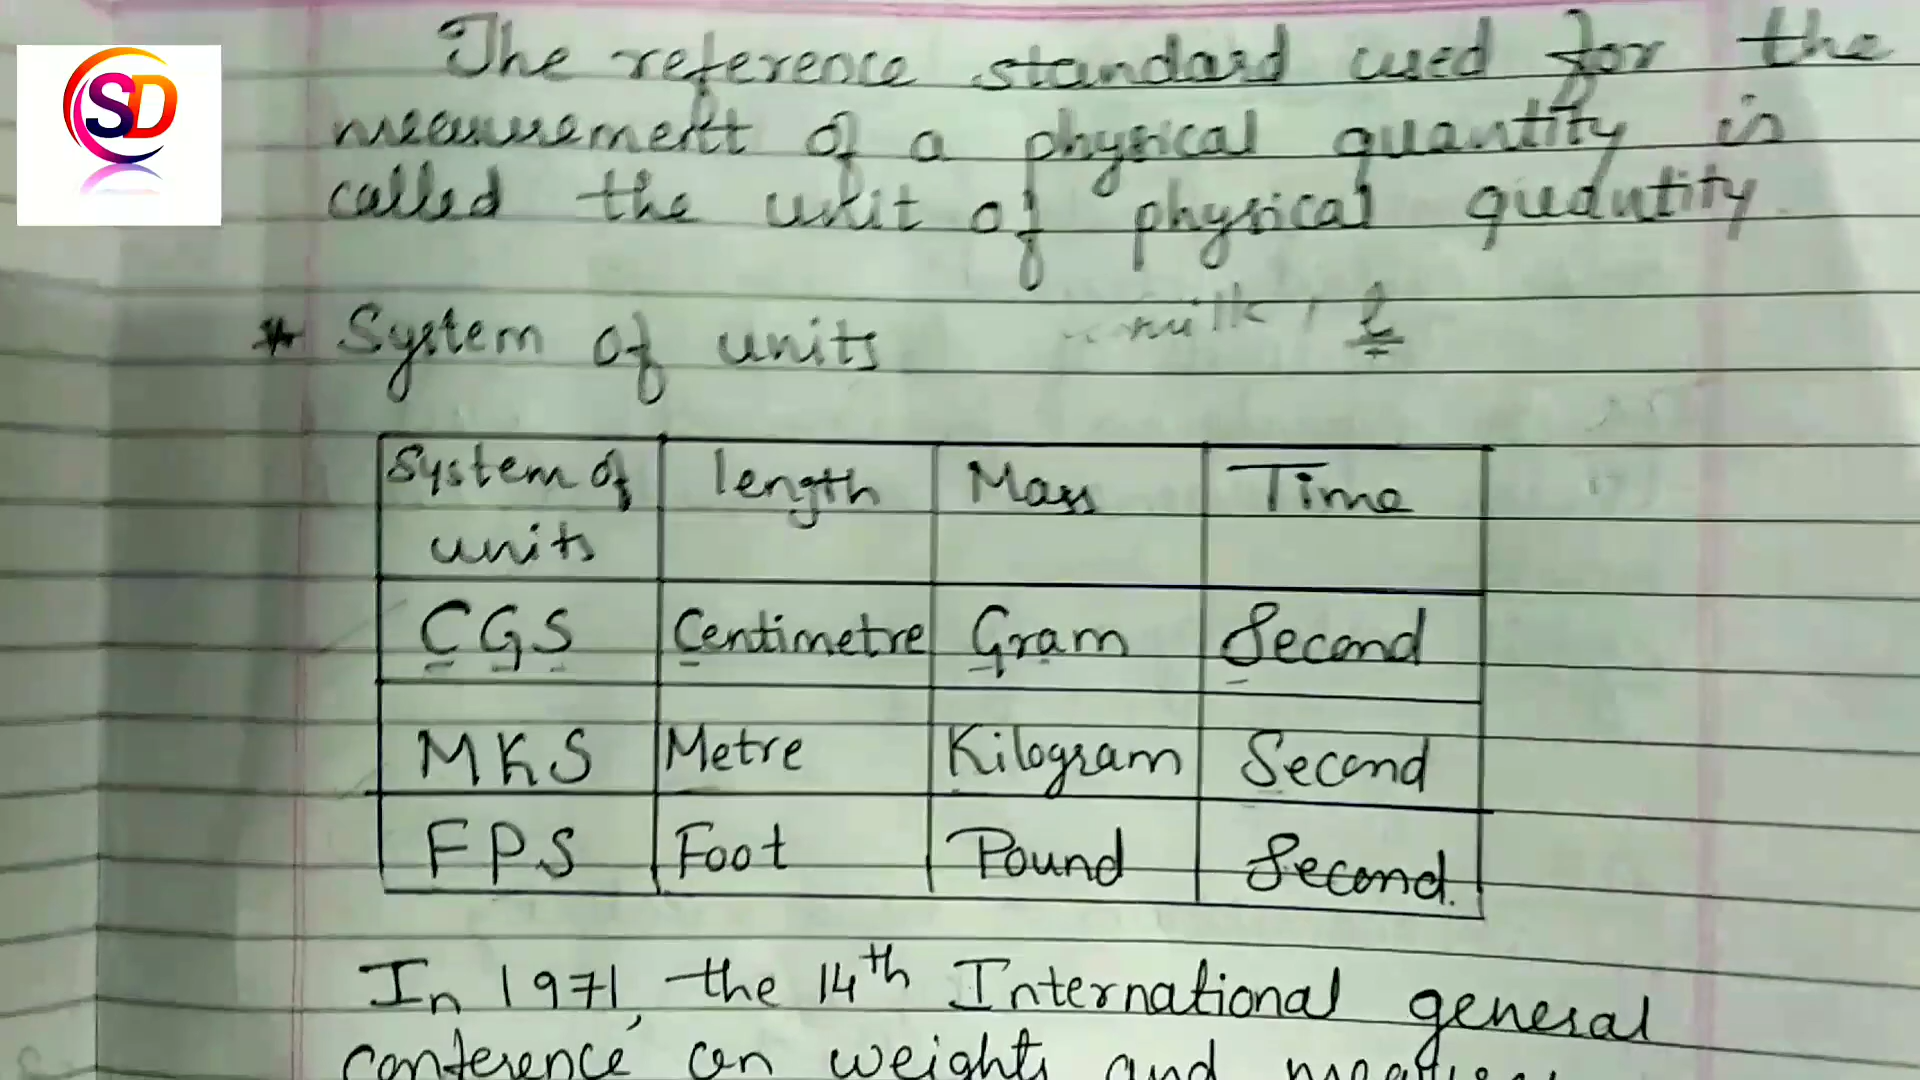 SD
The reference standard used for the
measurement of a physical quantity is
called the unit of physical quantity
* System of units
milk, l
System of units | length | Mass | Time
CGS | Centimetre | Gram | Second
MKS | Metre | Kilogram | Second
FPS | Foot | Pound | Second.
In 1971, the 14th International general
conference on weights and